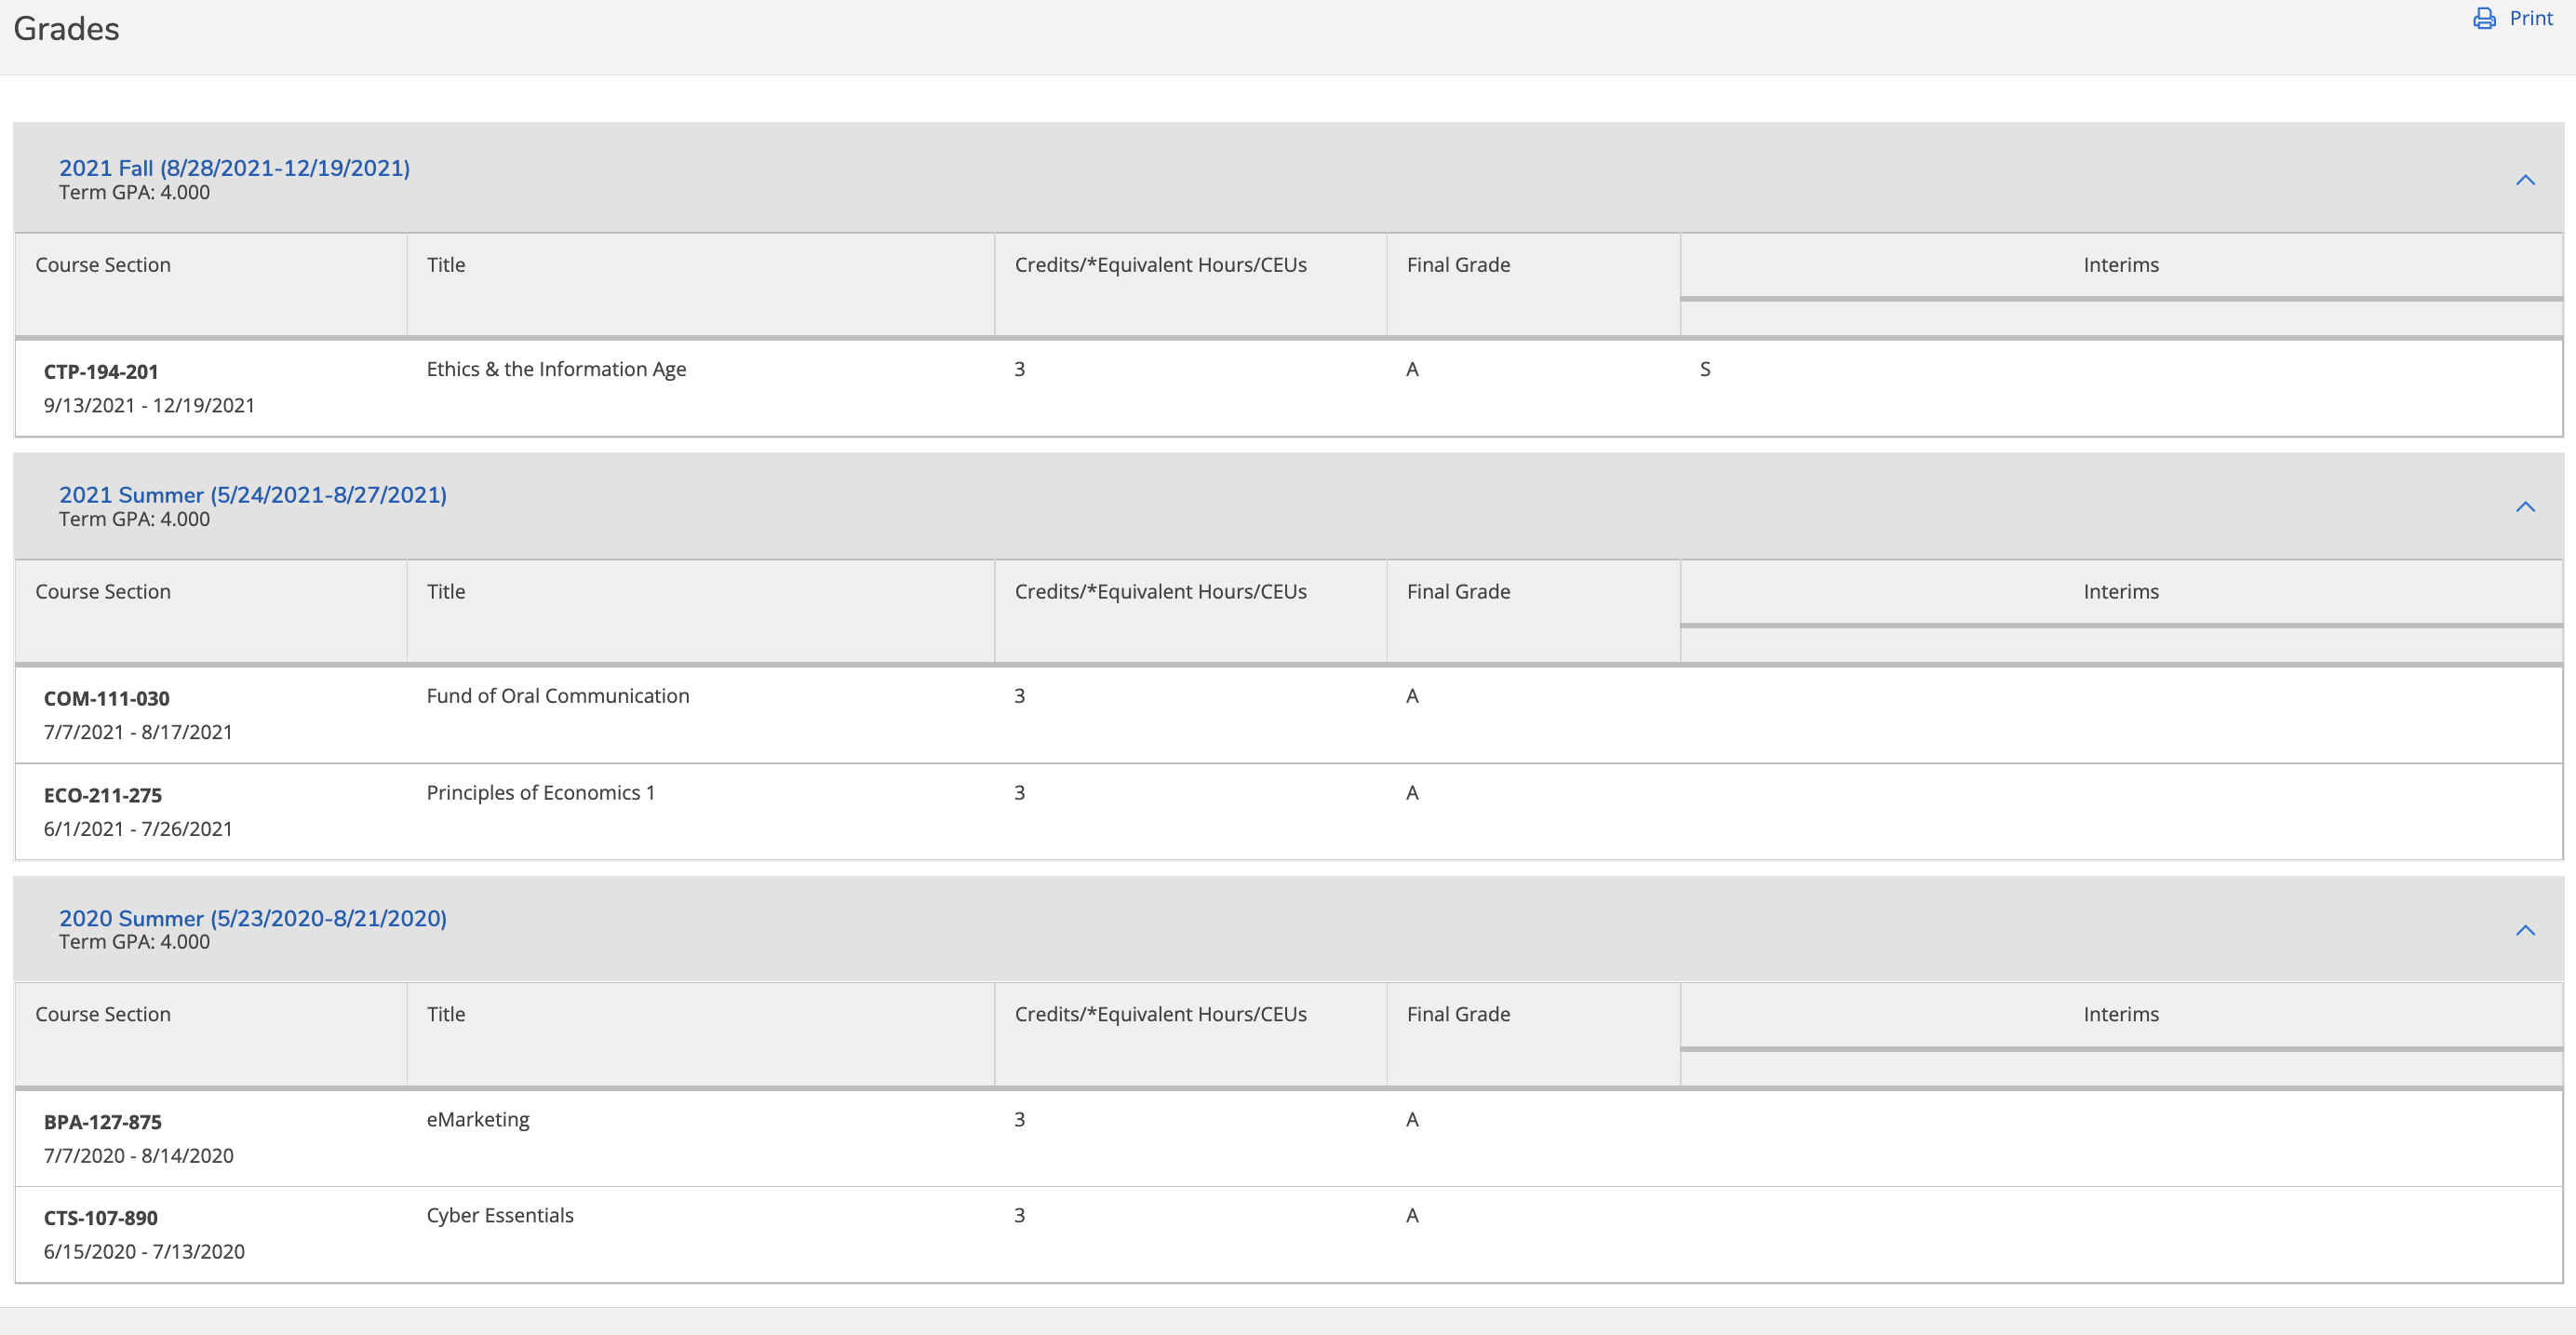 Grades
Print
2021 Fall (8/28/2021-12/19/2021)
Term GPA: 4.000
Course Section Title Credits/*Equivalent Hours/CEUs Final Grade Interims
CTP-194-201 Ethics & the Information Age 3 A S
9/13/2021 - 12/19/2021
2021 Summer (5/24/2021-8/27/2021)
Term GPA: 4.000
Course Section Title Credits/*Equivalent Hours/CEUs Final Grade Interims
COM-111-030 Fund of Oral Communication 3 A
7/7/2021 - 8/17/2021
ECO-211-275 Principles of Economics 1 3 A
6/1/2021 - 7/26/2021
2020 Summer (5/23/2020-8/21/2020)
Term GPA: 4.000
Course Section Title Credits/*Equivalent Hours/CEUs Final Grade Interims
BPA-127-875 eMarketing 3 A
7/7/2020 - 8/14/2020
CTS-107-890 Cyber Essentials 3 A
6/15/2020 - 7/13/2020